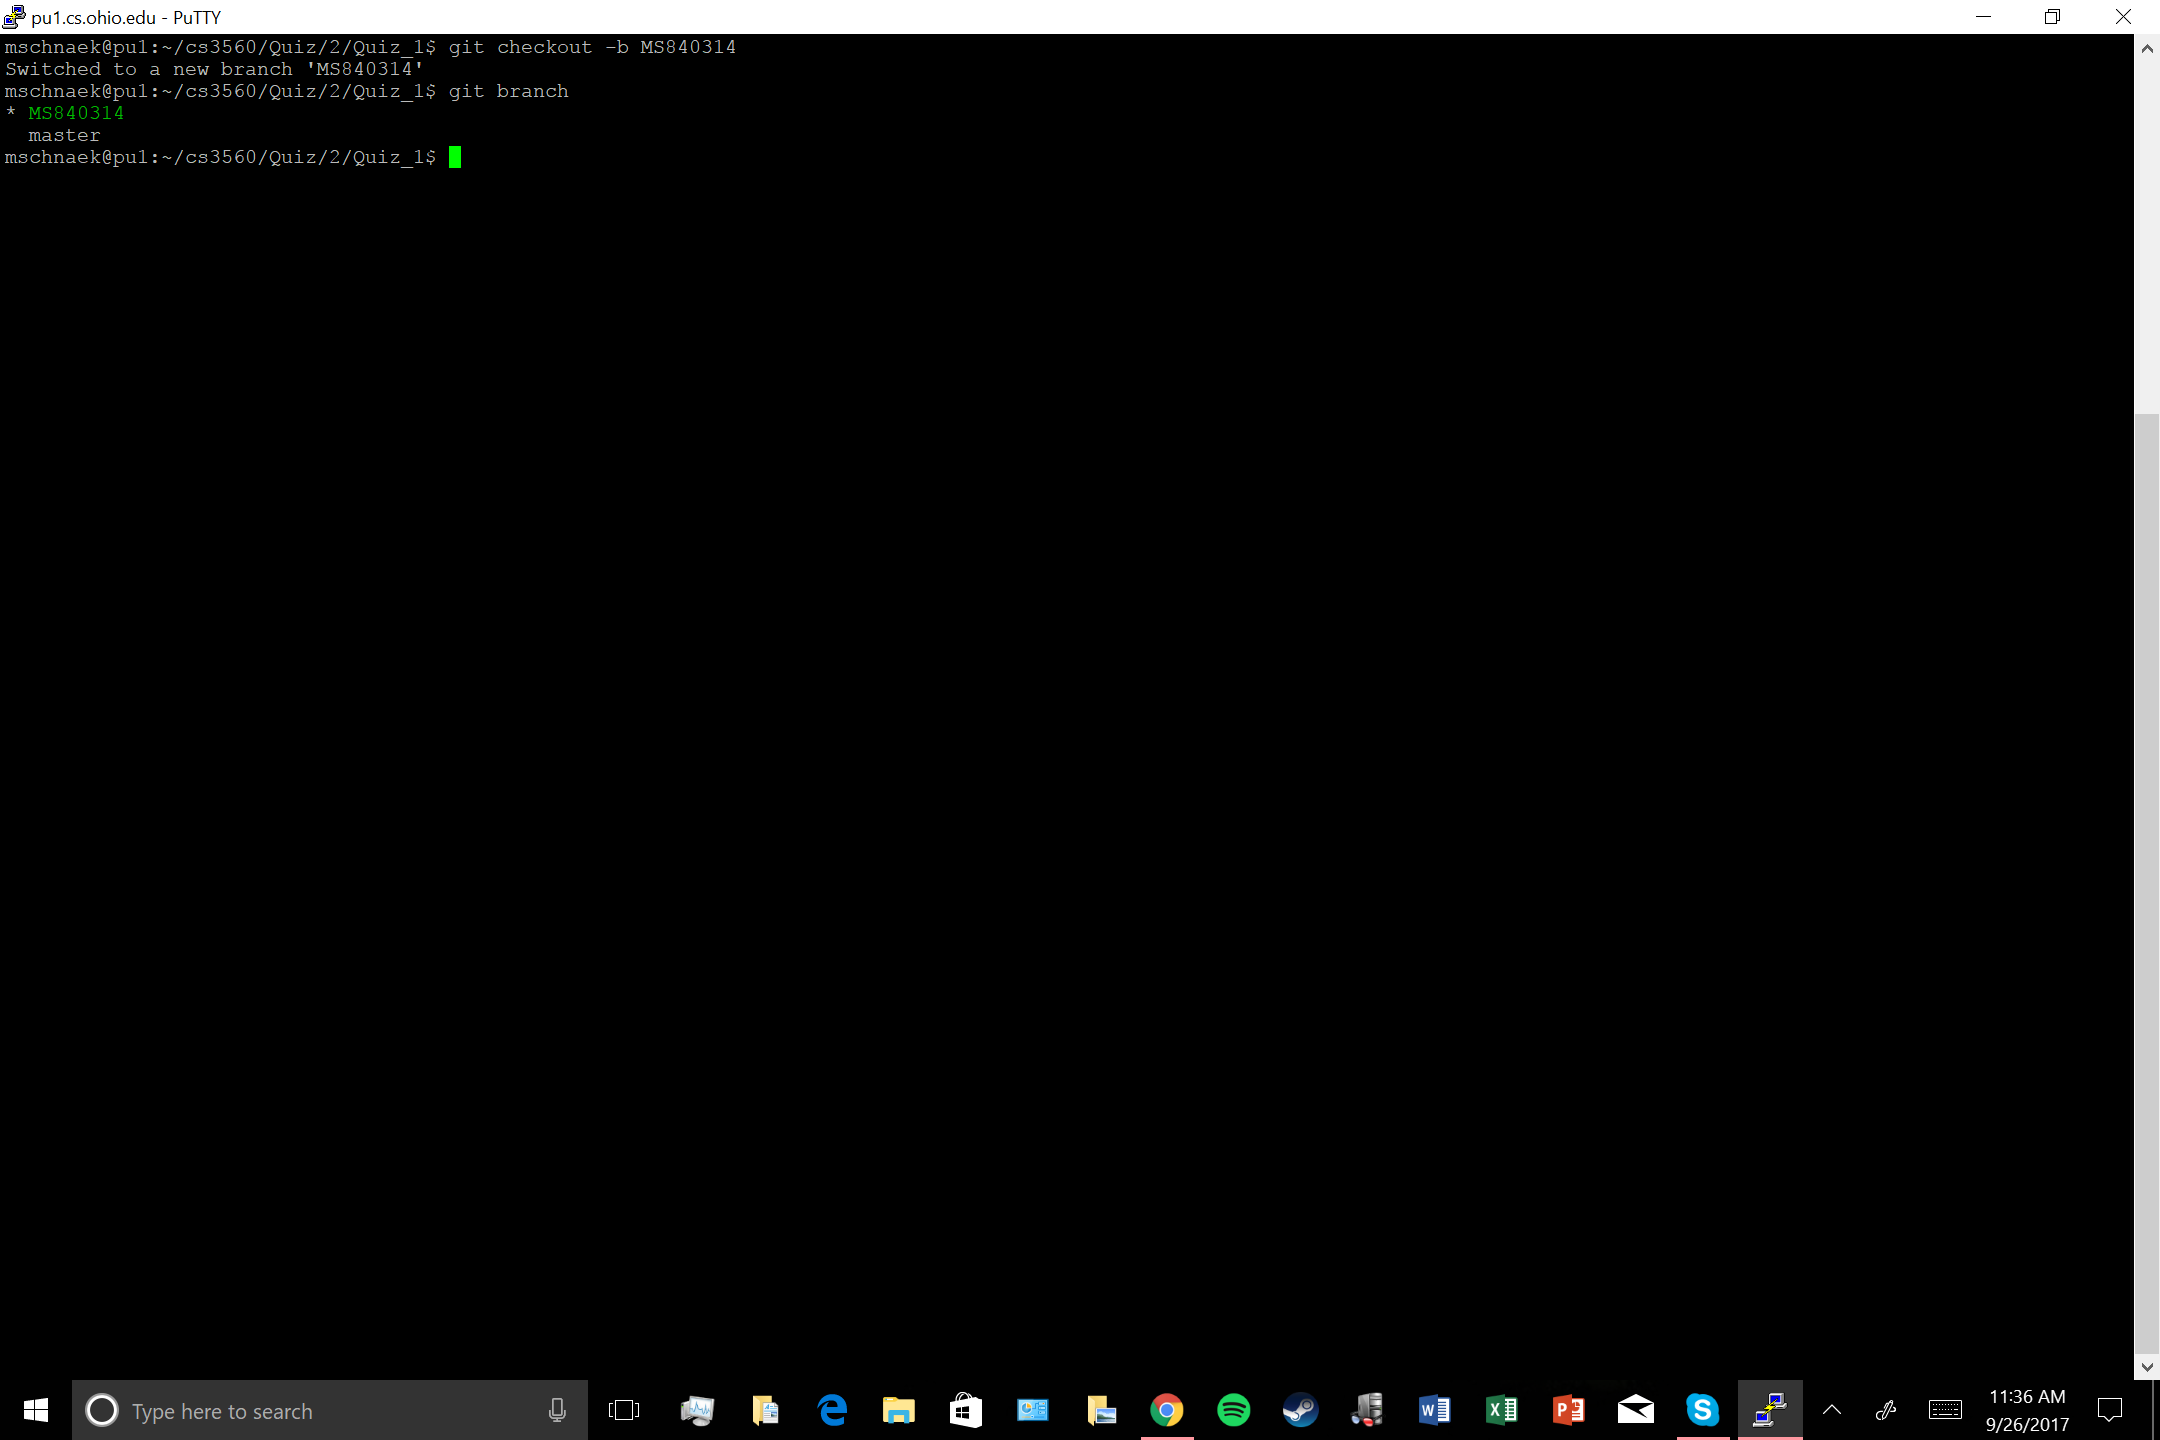 pu1.cs.ohio.edu - PuTTY
mschnaek@pu1:~/cs3560/Quiz/2/Quiz_1$ git checkout -b MS840314
Switched to a new branch 'MS840314'
mschnaek@pu1:~/cs3560/Quiz/2/Quiz_1$ git branch
* MS840314
  master
mschnaek@pu1:~/cs3560/Quiz/2/Quiz_1$
Type here to search
11:36 AM
9/26/2017